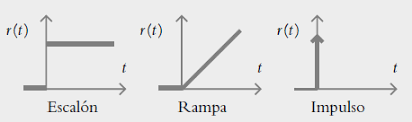 r(t) r(t) r(t)
t t t
Escalón Rampa Impulso